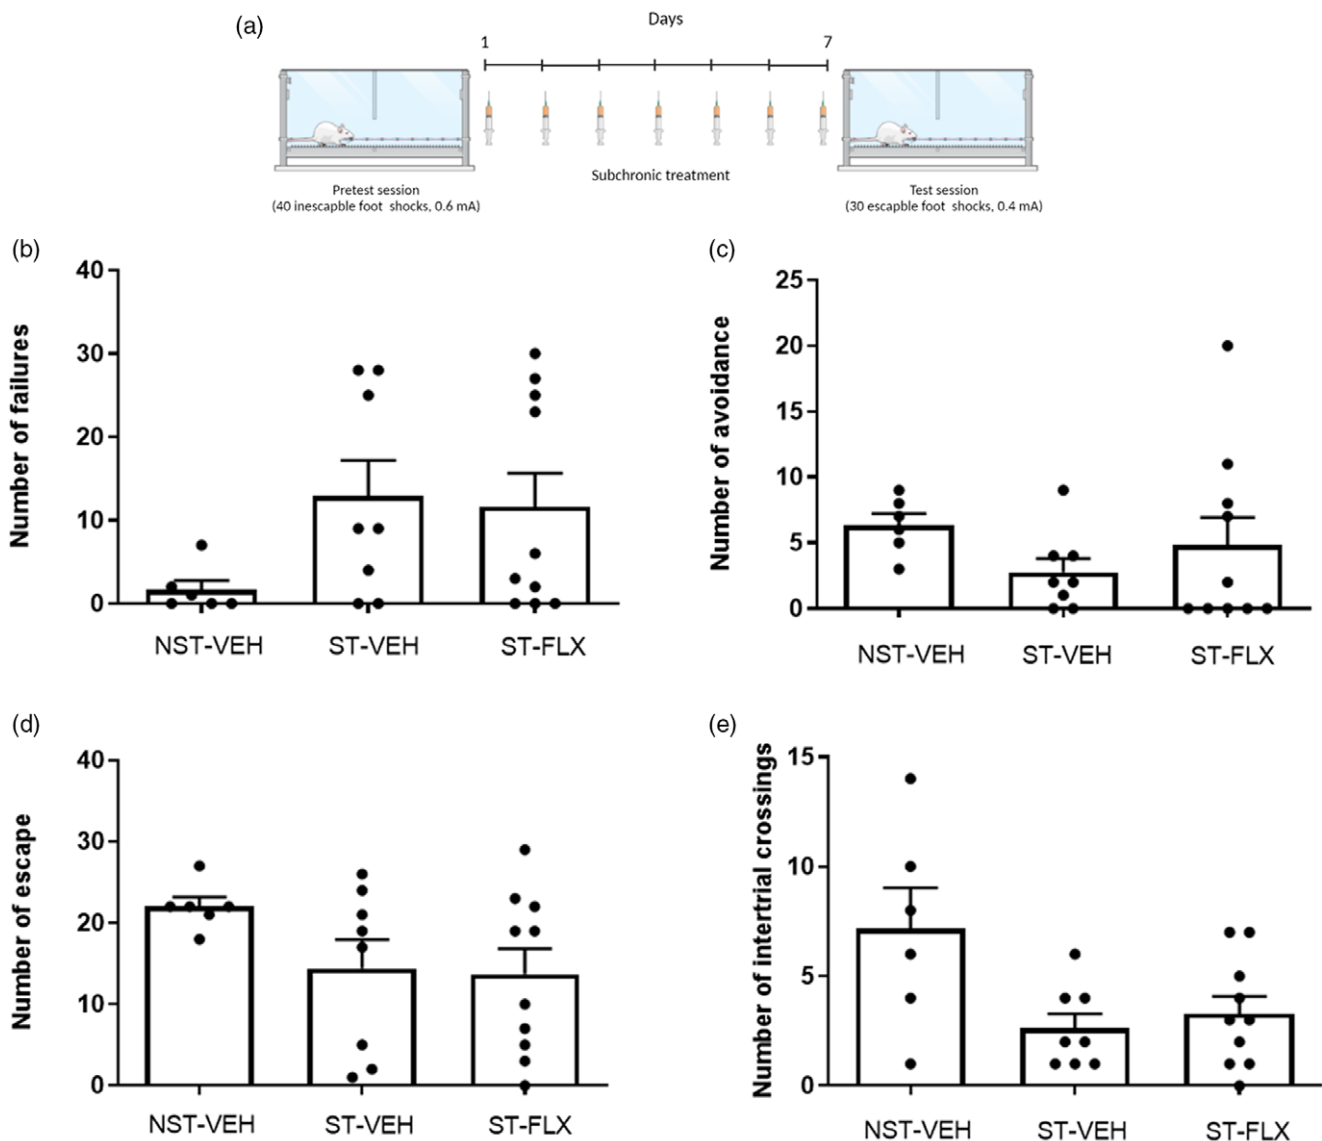 (a)
Days
1 7
Subchronic treatment
Pretest session
(40 inescapble foot shocks, 0.6 mA)
Test session
(30 escapble foot shocks, 0.4 mA)
(b)
Number of failures
40
30
20
10
0
NST-VEH ST-VEH ST-FLX
(c)
Number of avoidance
25
20
15
10
5
0
NST-VEH ST-VEH ST-FLX
(d)
Number of escape
40
30
20
10
0
NST-VEH ST-VEH ST-FLX
(e)
Number of intertrial crossings
15
10
5
0
NST-VEH ST-VEH ST-FLX